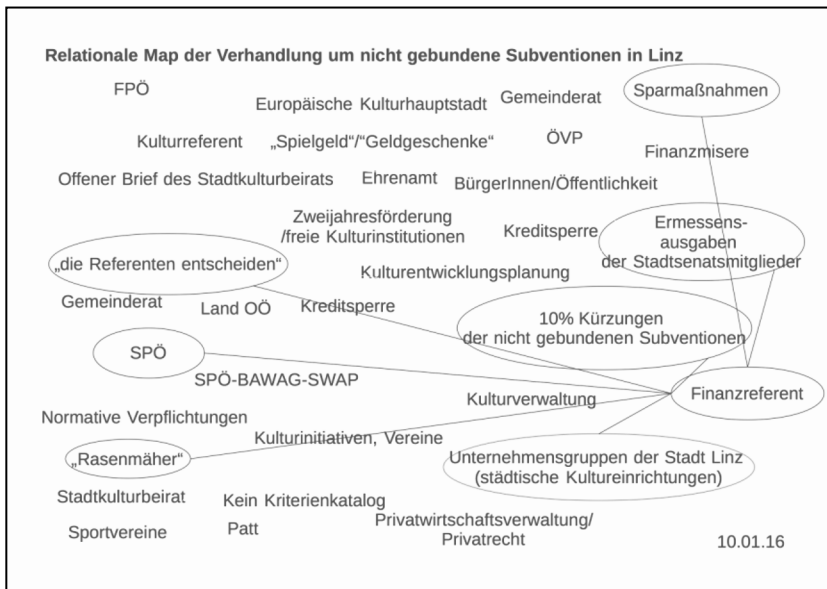 Relationale Map der Verhandlung um nicht gebundene Subventionen in Linz
FPÖ
Europäische Kulturhauptstadt
Gemeinderat
Sparmaßnahmen
Kulturreferent
„Spielgeld“/“Geldgeschenke“
ÖVP
Finanzmisere
Offener Brief des Stadtkulturbeirats
Ehrenamt
BürgerInnen/Öffentlichkeit
Zweijahresförderung
/freie Kulturinstitutionen
Kreditsperre
Ermessens-
ausgaben
der Stadtsenatsmitglieder
„die Referenten entscheiden“
Kulturentwicklungsplanung
Gemeinderat
Land OÖ
Kreditsperre
10% Kürzungen
der nicht gebundenen Subventionen
SPÖ
SPÖ-BAWAG-SWAP
Kulturverwaltung
Finanzreferent
Normative Verpflichtungen
Kulturinitiativen, Vereine
„Rasenmäher“
Unternehmensgruppen der Stadt Linz
(städtische Kultureinrichtungen)
Stadtkulturbeirat
Kein Kriterienkatalog
Sportvereine
Patt
Privatwirtschaftsverwaltung/
Privatrecht
10.01.16